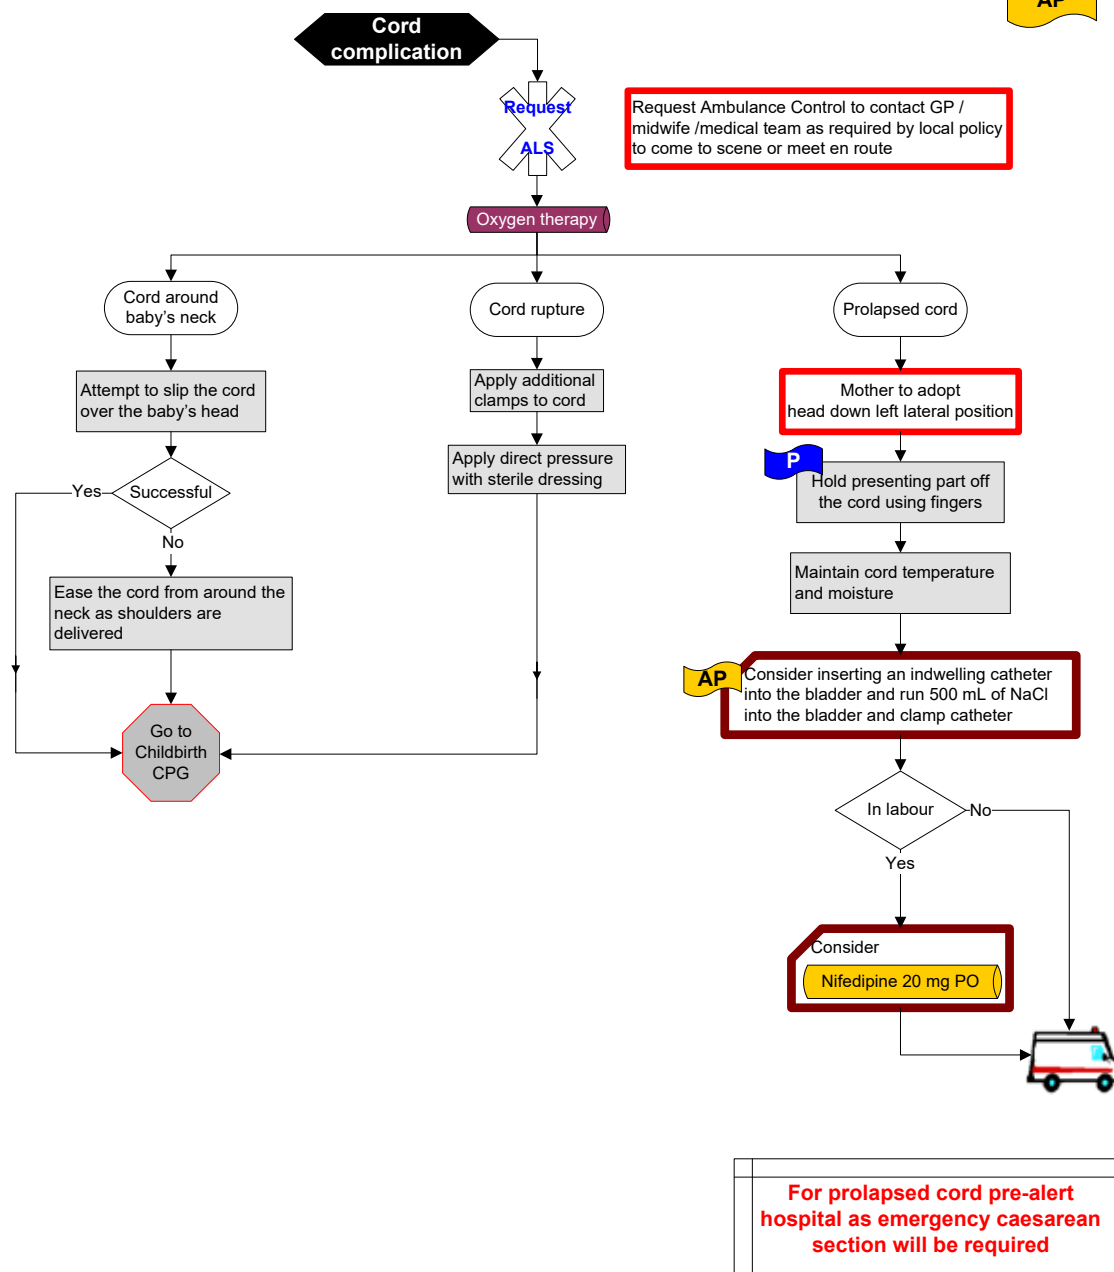 AP
Cord
complication
Request
ALS
Request Ambulance Control to contact GP /
midwife /medical team as required by local policy
to come to scene or meet en route
Oxygen therapy
Cord around
baby's neck
Cord rupture
Prolapsed cord
Attempt to slip the cord
over the baby's head
Apply additional
clamps to cord
Mother to adopt
head down left lateral position
Apply direct pressure
with sterile dressing
P
Hold presenting part off
the cord using fingers
Yes
Successful
No
Maintain cord temperature
and moisture
Ease the cord from around the
neck as shoulders are
delivered
AP
Consider inserting an indwelling catheter
into the bladder and run 500 mL of NaCl
into the bladder and clamp catheter
Go to
Childbirth
CPG
In labour
No
Yes
Consider
Nifedipine 20 mg PO
For prolapsed cord pre-alert
hospital as emergency caesarean
section will be required